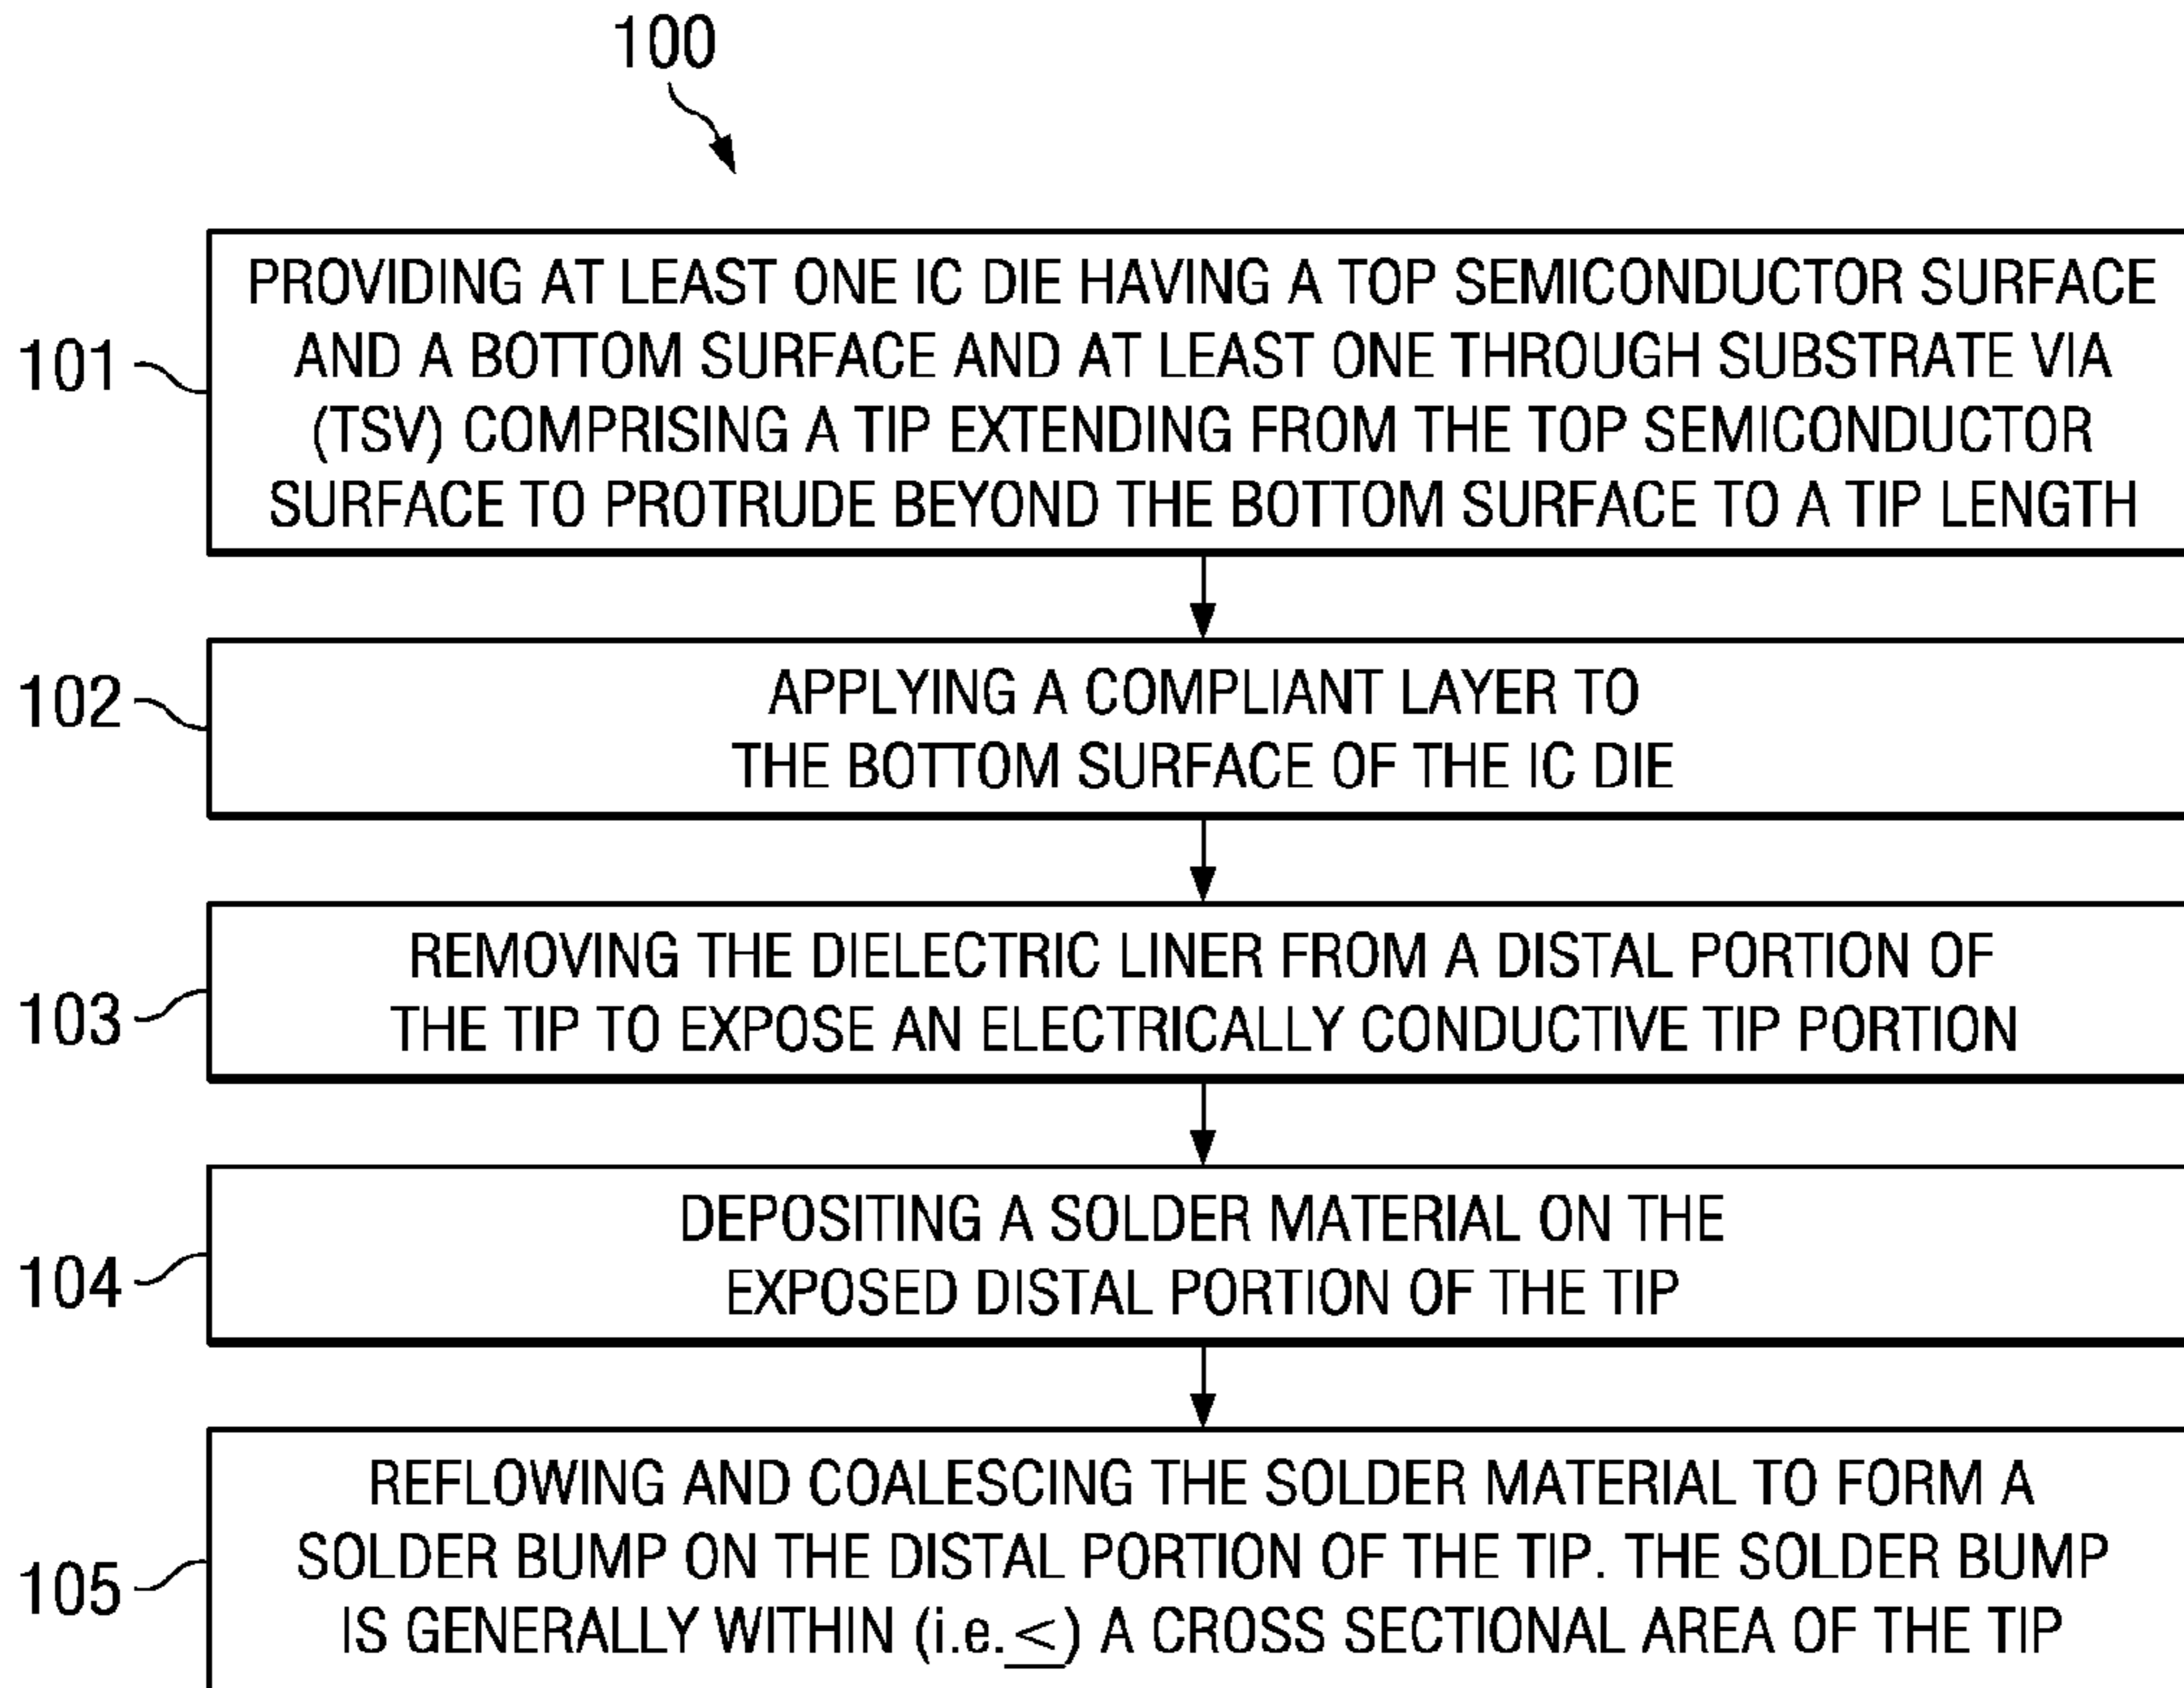 100
101
PROVIDING AT LEAST ONE IC DIE HAVING A TOP SEMICONDUCTOR SURFACE
AND A BOTTOM SURFACE AND AT LEAST ONE THROUGH SUBSTRATE VIA
(TSV) COMPRISING A TIP EXTENDING FROM THE TOP SEMICONDUCTOR
SURFACE TO PROTRUDE BEYOND THE BOTTOM SURFACE TO A TIP LENGTH
102
APPLYING A COMPLIANT LAYER TO
THE BOTTOM SURFACE OF THE IC DIE
103
REMOVING THE DIELECTRIC LINER FROM A DISTAL PORTION OF
THE TIP TO EXPOSE AN ELECTRICALLY CONDUCTIVE TIP PORTION
104
DEPOSITING A SOLDER MATERIAL ON THE
EXPOSED DISTAL PORTION OF THE TIP
105
REFLOWING AND COALESCING THE SOLDER MATERIAL TO FORM A
SOLDER BUMP ON THE DISTAL PORTION OF THE TIP. THE SOLDER BUMP
IS GENERALLY WITHIN (i.e. ≤) A CROSS SECTIONAL AREA OF THE TIP